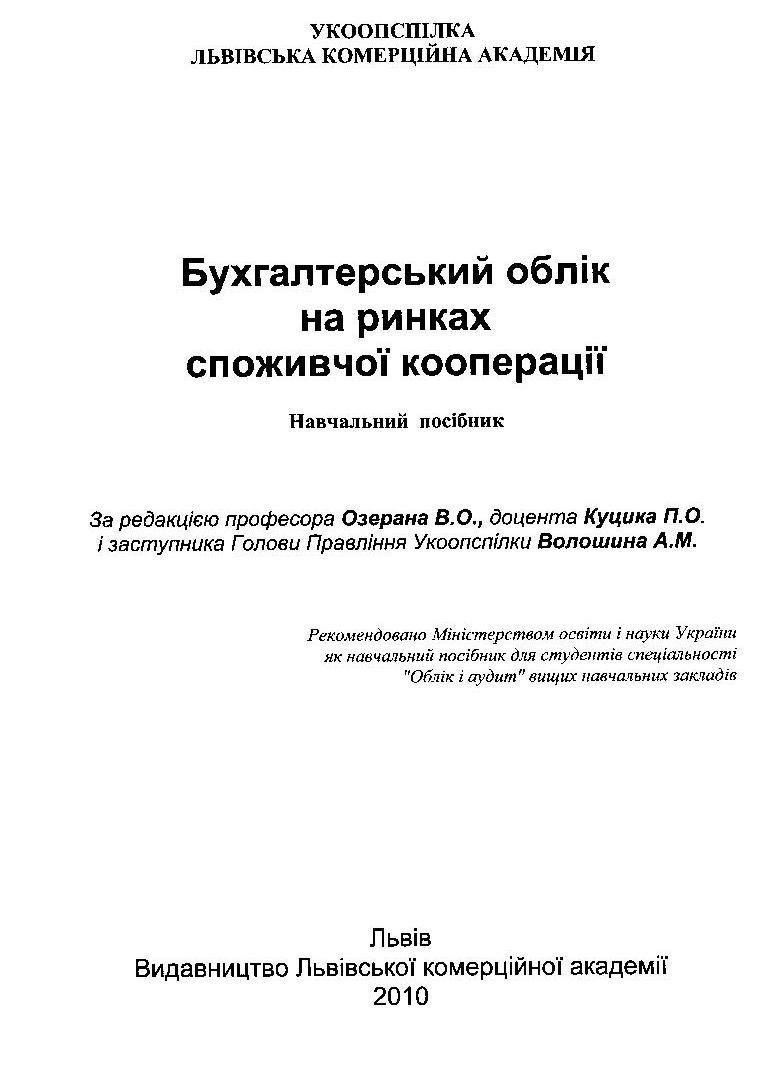 УКООПСПІЛКА
ЛЬВІВСЬКА КОМЕРЦІЙНА АКАДЕМІЯ
Бухгалтерський облік
на ринках
споживчої кооперації
Навчальний посібник
За редакцією професора Озерана В.О., доцента Куцика П.О.
і заступника Голови Правління Укоопспілки Волошина А.М.
Рекомендовано Міністерством освіти і науки України
як навчальний посібник для студентів спеціальності
"Облік і аудит" вищих навчальних закладів
Львів
Видавництво Львівської комерційної академії
2010